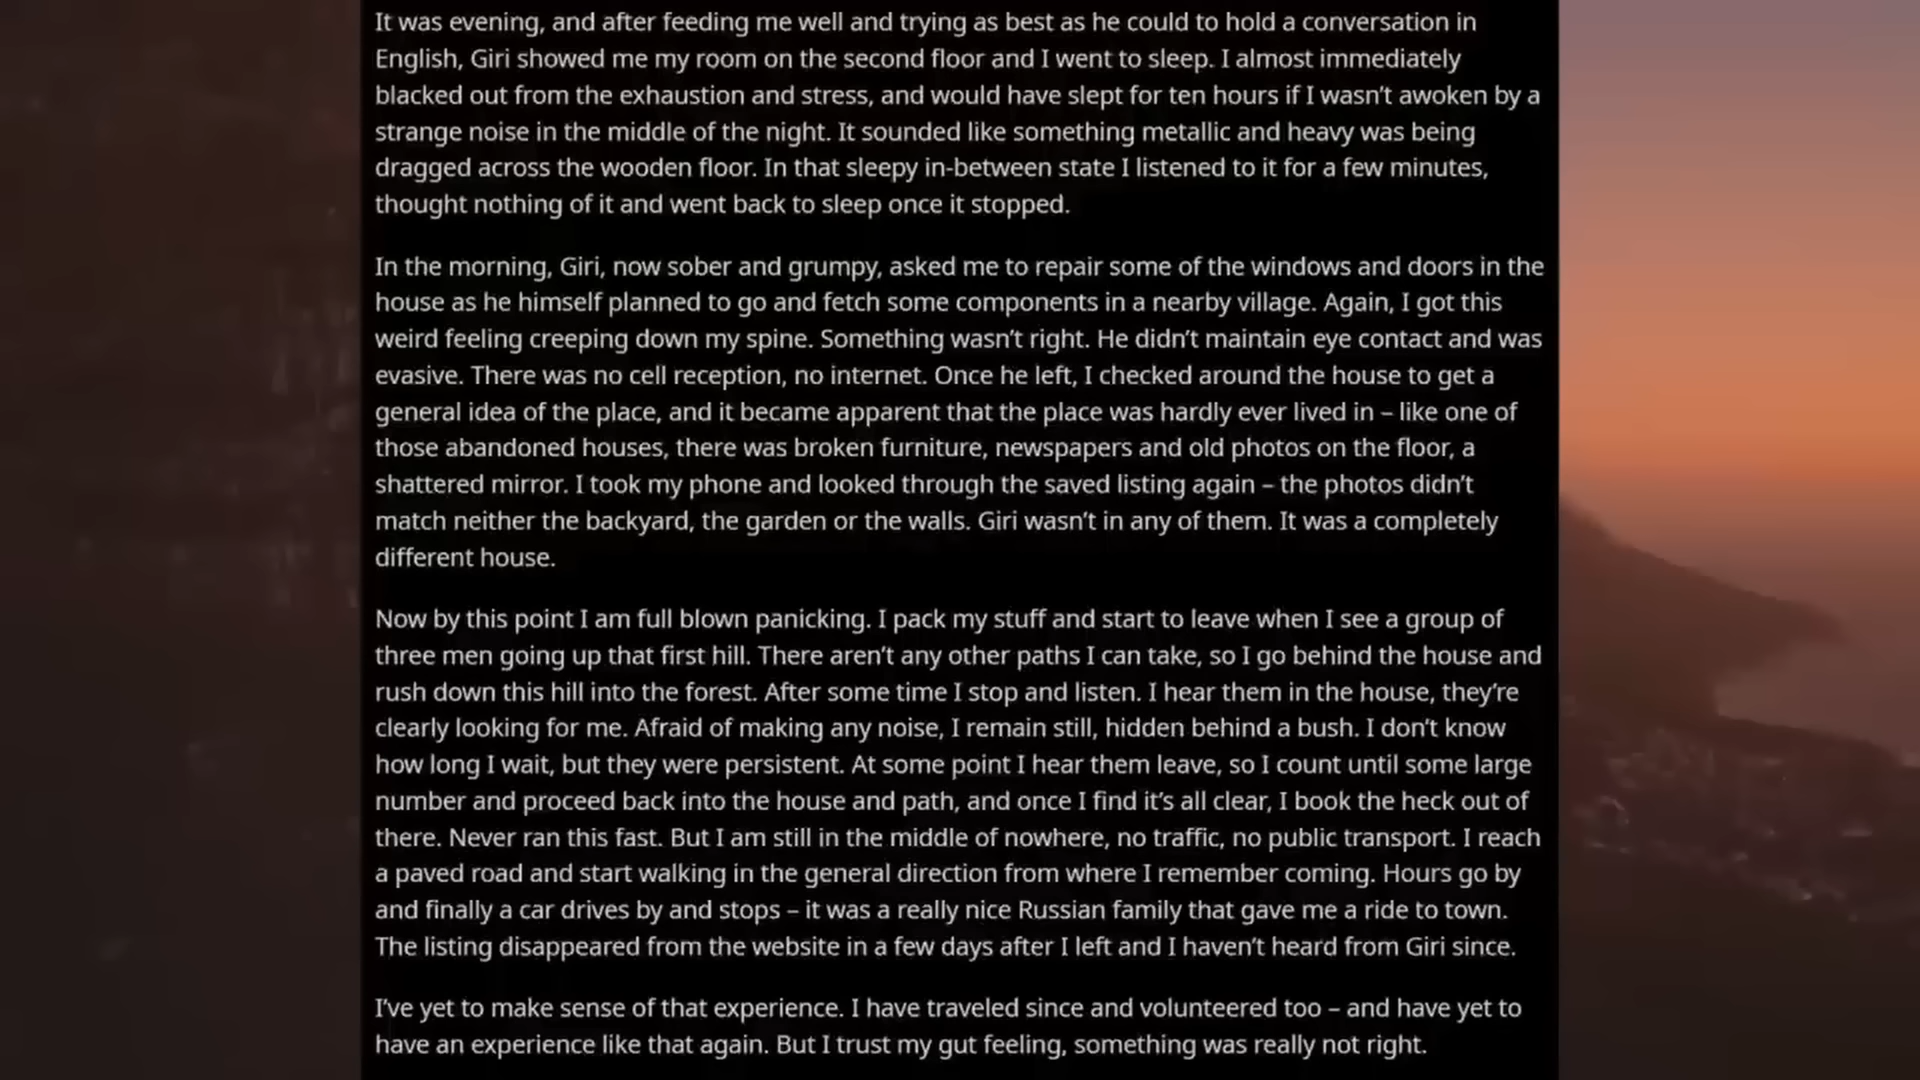 It was evening, and after feeding me well and trying as best as he could to hold a conversation in
English, Giri showed me my room on the second floor and I went to sleep. I almost immediately
blacked out from the exhaustion and stress, and would have slept for ten hours if I wasn’t awoken by a
strange noise in the middle of the night. It sounded like something metallic and heavy was being
dragged across the wooden floor. In that sleepy in-between state I listened to it for a few minutes,
thought nothing of it and went back to sleep once it stopped.
In the morning, Giri, now sober and grumpy, asked me to repair some of the windows and doors in the
house as he himself planned to go and fetch some components in a nearby village. Again, I got this
weird feeling creeping down my spine. Something wasn’t right. He didn’t maintain eye contact and was
evasive. There was no cell reception, no internet. Once he left, I checked around the house to get a
general idea of the place, and it became apparent that the place was hardly ever lived in – like one of
those abandoned houses, there was broken furniture, newspapers and old photos on the floor, a
shattered mirror. I took my phone and looked through the saved listing again – the photos didn’t
match neither the backyard, the garden or the walls. Giri wasn’t in any of them. It was a completely
different house.
Now by this point I am full blown panicking. I pack my stuff and start to leave when I see a group of
three men going up that first hill. There aren’t any other paths I can take, so I go behind the house and
rush down this hill into the forest. After some time I stop and listen. I hear them in the house, they’re
clearly looking for me. Afraid of making any noise, I remain still, hidden behind a bush. I don’t know
how long I wait, but they were persistent. At some point I hear them leave, so I count until some large
number and proceed back into the house and path, and once I find it’s all clear, I book the heck out of
there. Never ran this fast. But I am still in the middle of nowhere, no traffic, no public transport. I reach
a paved road and start walking in the general direction from where I remember coming. Hours go by
and finally a car drives by and stops – it was a really nice Russian family that gave me a ride to town.
The listing disappeared from the website in a few days after I left and I haven’t heard from Giri since.
I’ve yet to make sense of that experience. I have traveled since and volunteered too – and have yet to
have an experience like that again. But I trust my gut feeling, something was really not right.